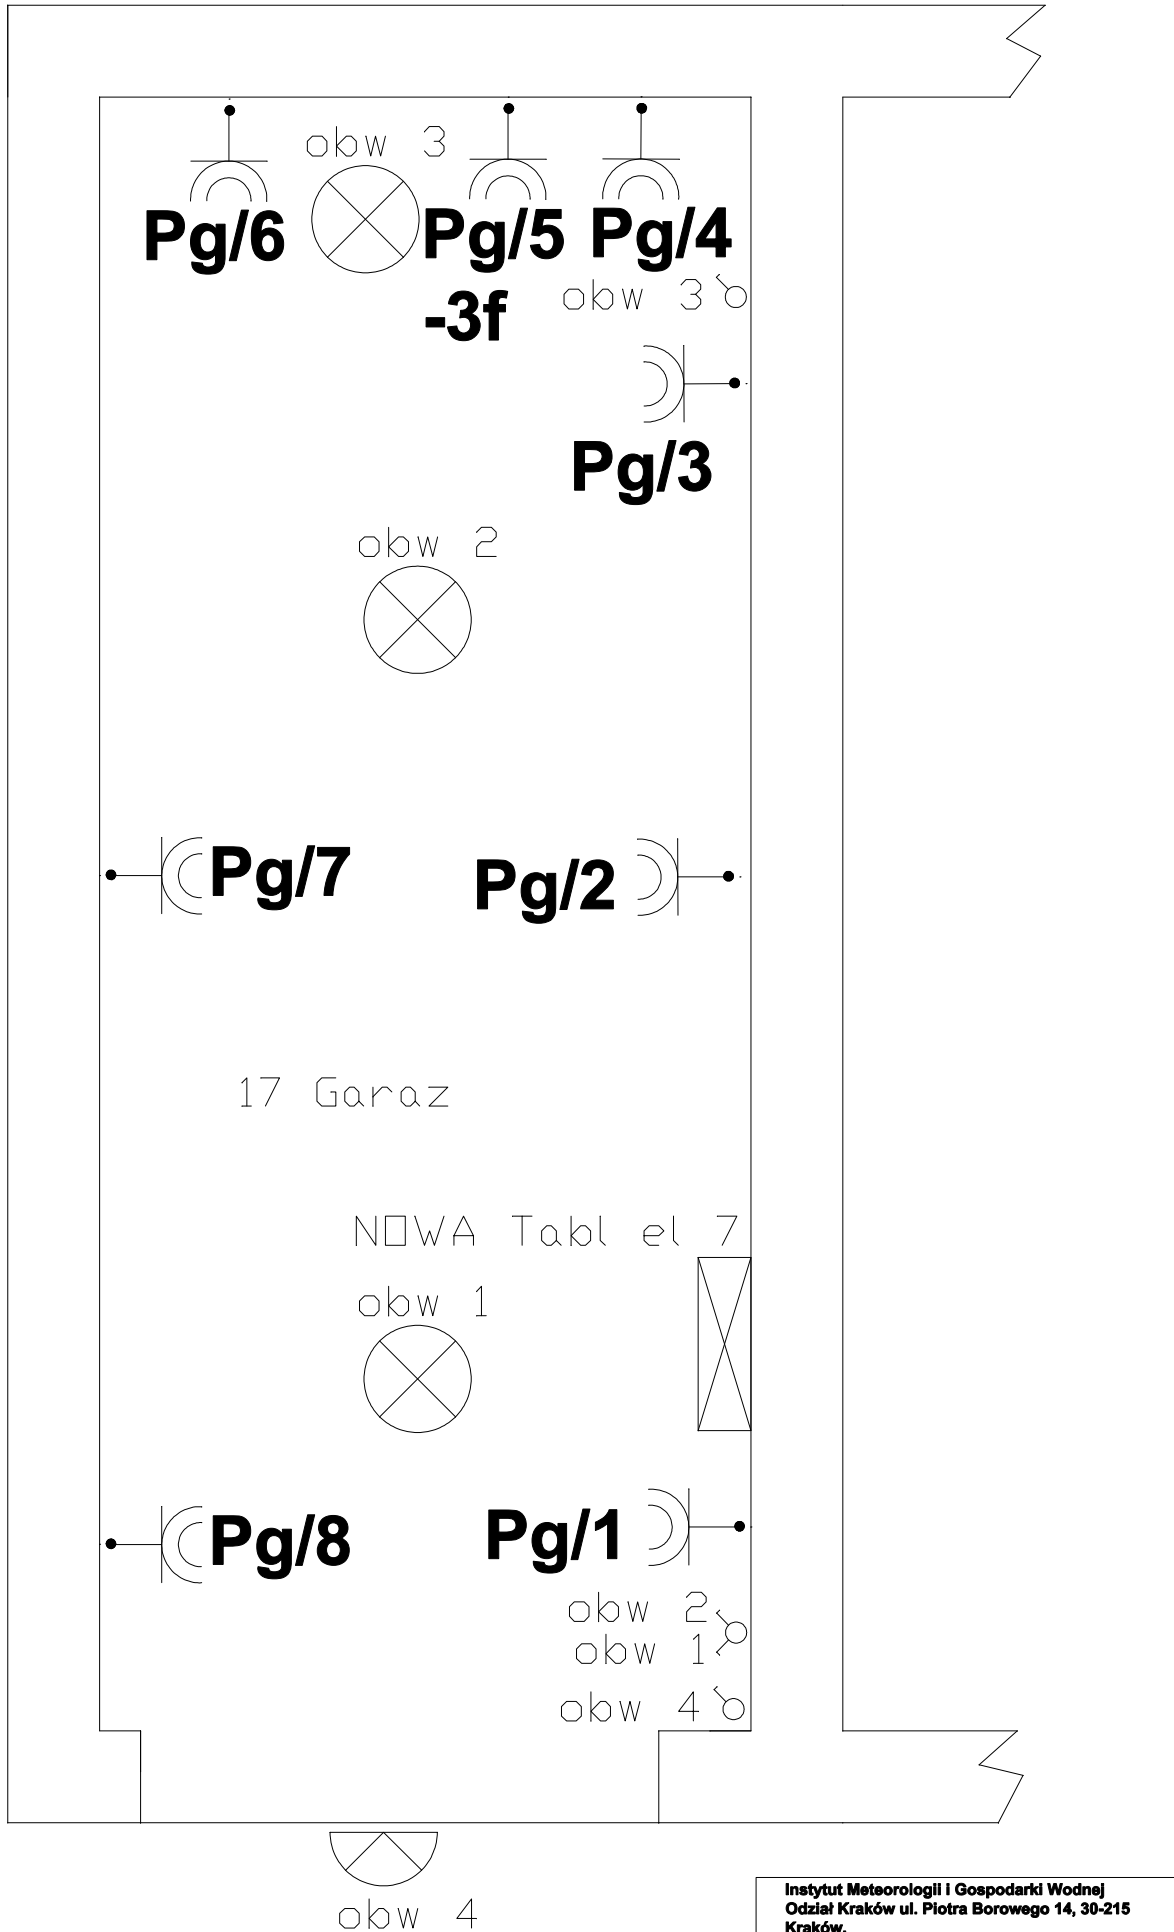 obw 3
Pg/6
Pg/5
-3f
Pg/4
obw 3
Pg/3
obw 2
Pg/7
Pg/2
17 Garaz
NOWA Tabl el 7
obw 1
Pg/8
Pg/1
obw 2
obw 1
obw 4
obw 4
Instytut Meteorologii i Gospodarki Wodnej
Odział Kraków ul. Piotra Borowego 14, 30-215
Kraków.